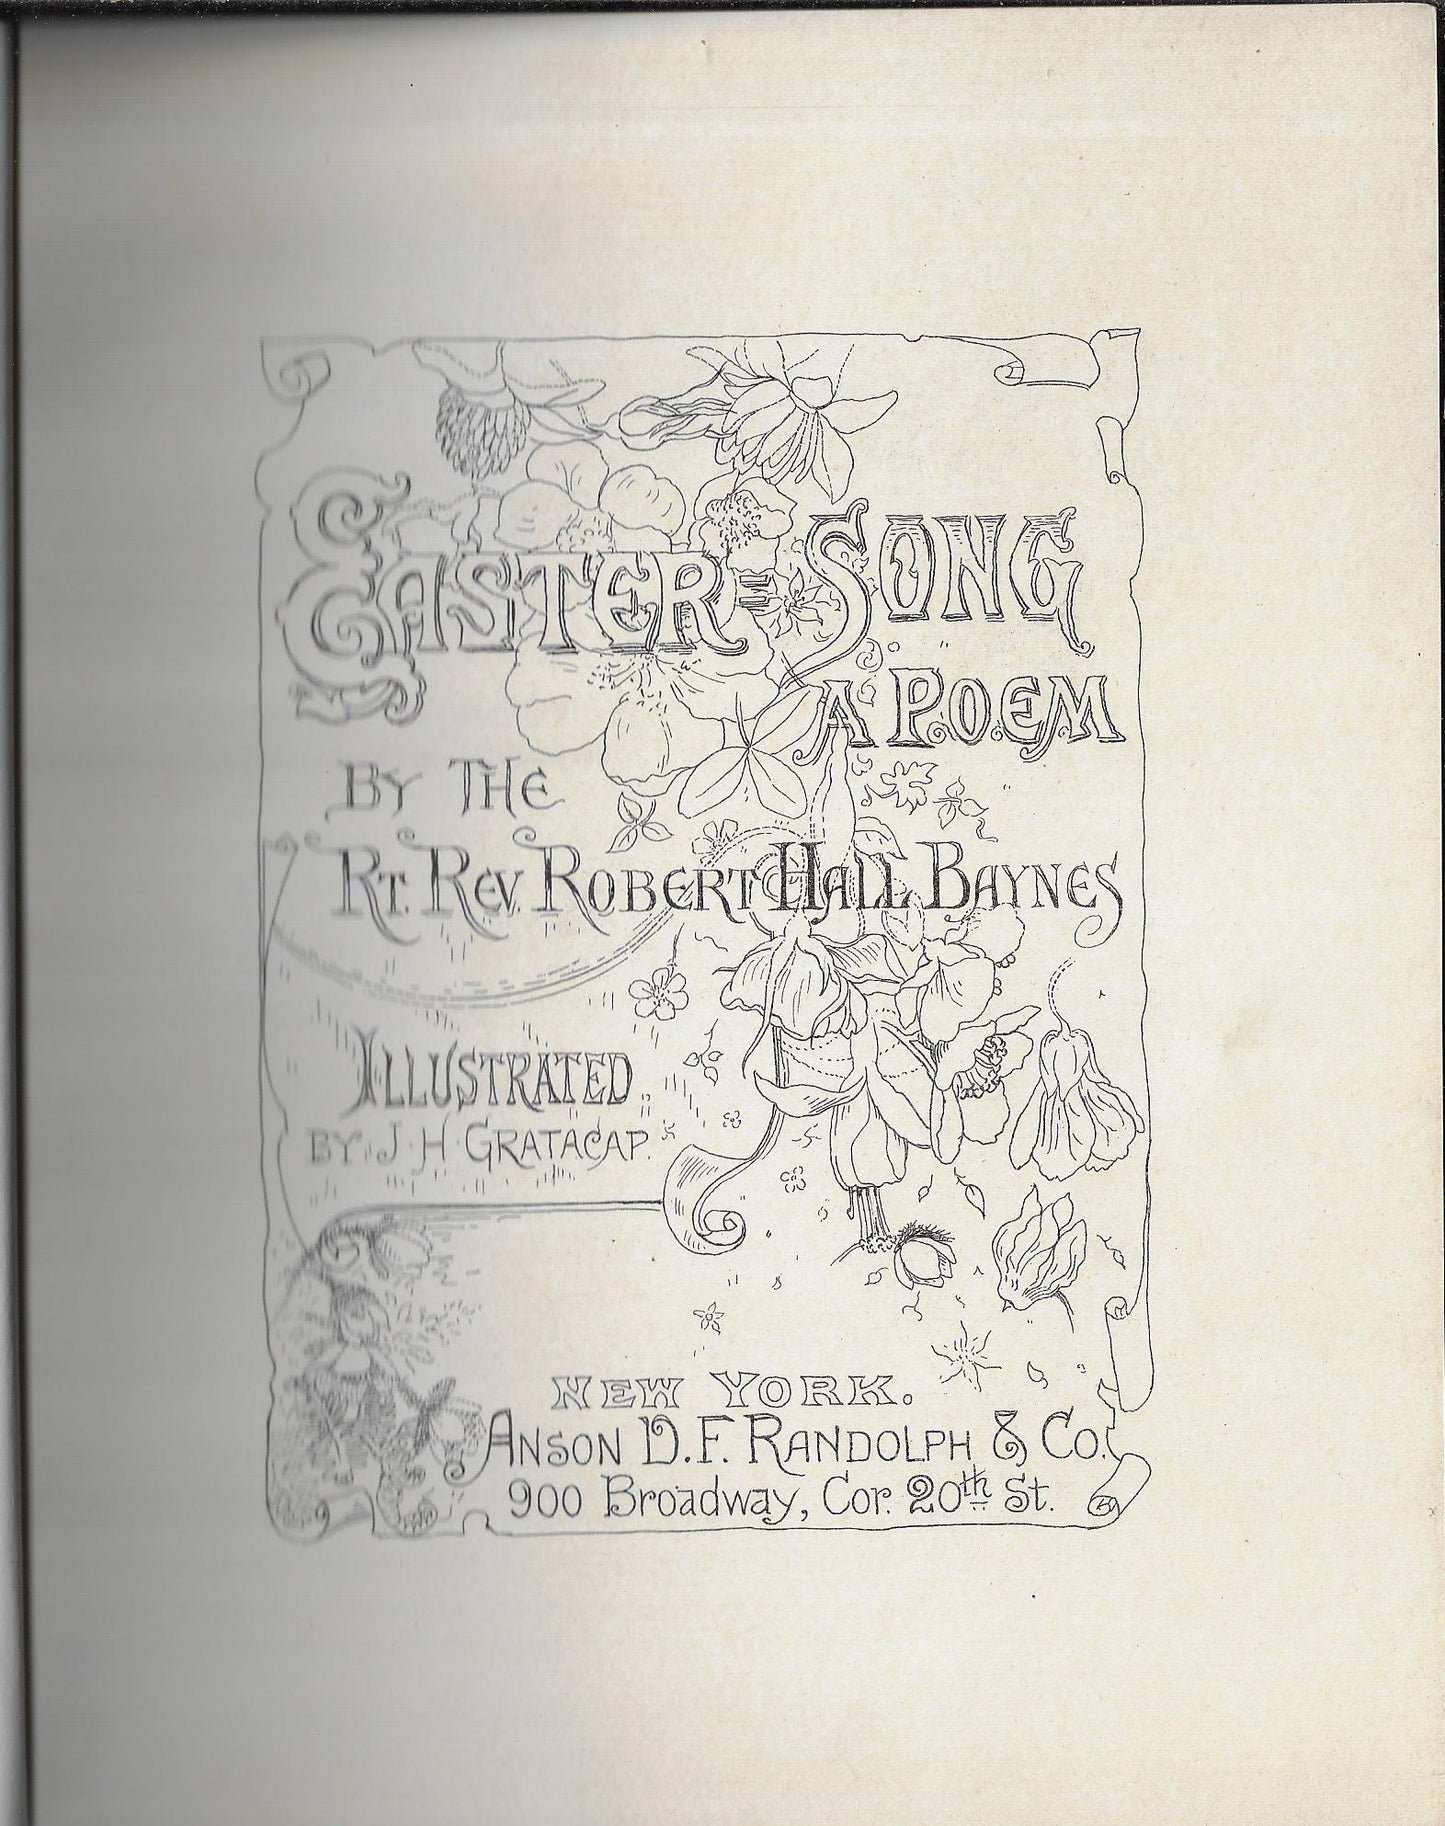 EASTER=SONG
A POEM
BY THE
RT. REV. ROBERT HALL BAYNES
ILLUSTRATED
BY J. H. GRATACAP.
NEW YORK.
ANSON D. F. RANDOLPH & CO.
900 Broadway, Cor. 20th St.